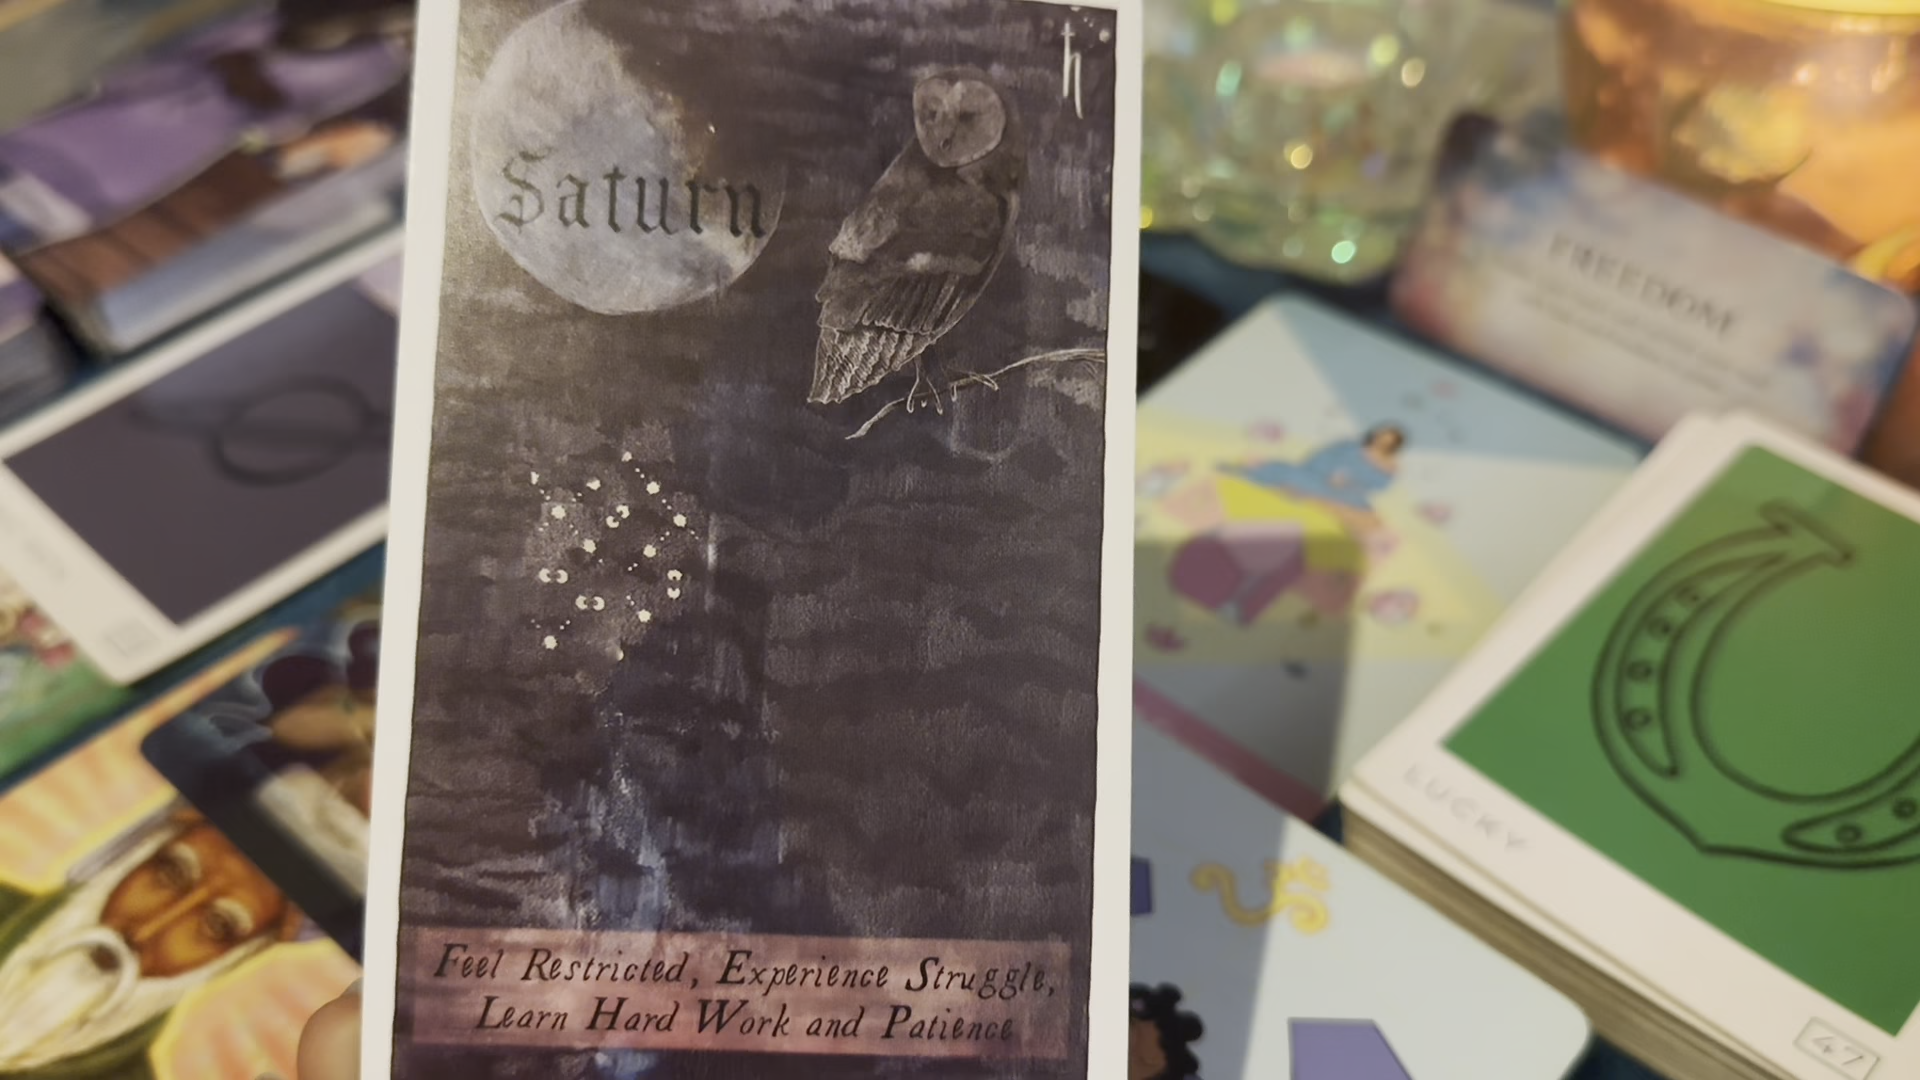 Saturn
Feel Restricted, Experience Struggle,
Learn Hard Work and Patience
FREEDOM
LUCKY
47